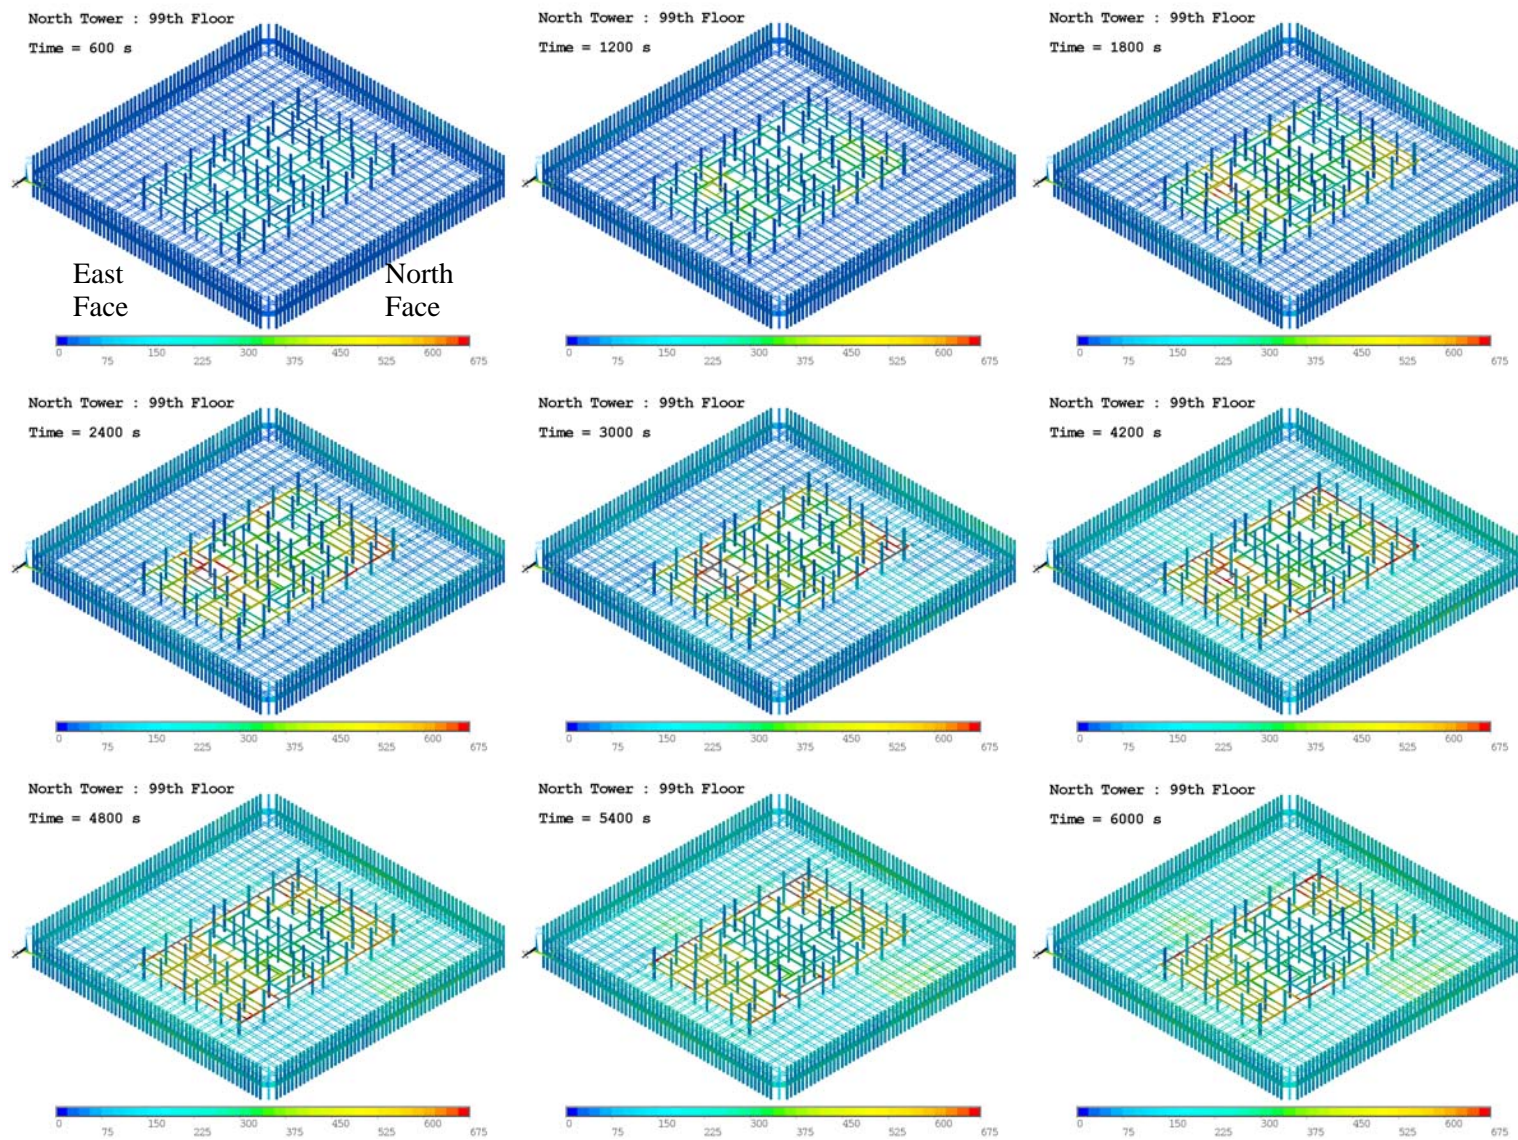 North Tower : 99th Floor
Time = 600 s
East
Face
North
Face
0 75 150 225 300 375 450 525 600 675
North Tower : 99th Floor
Time = 1200 s
0 75 150 225 300 375 450 525 600 675
North Tower : 99th Floor
Time = 1800 s
0 75 150 225 300 375 450 525 600 675
North Tower : 99th Floor
Time = 2400 s
0 75 150 225 300 375 450 525 600 675
North Tower : 99th Floor
Time = 3000 s
0 75 150 225 300 375 450 525 600 675
North Tower : 99th Floor
Time = 4200 s
0 75 150 225 300 375 450 525 600 675
North Tower : 99th Floor
Time = 4800 s
0 75 150 225 300 375 450 525 600 675
North Tower : 99th Floor
Time = 5400 s
0 75 150 225 300 375 450 525 600 675
North Tower : 99th Floor
Time = 6000 s
0 75 150 225 300 375 450 525 600 675